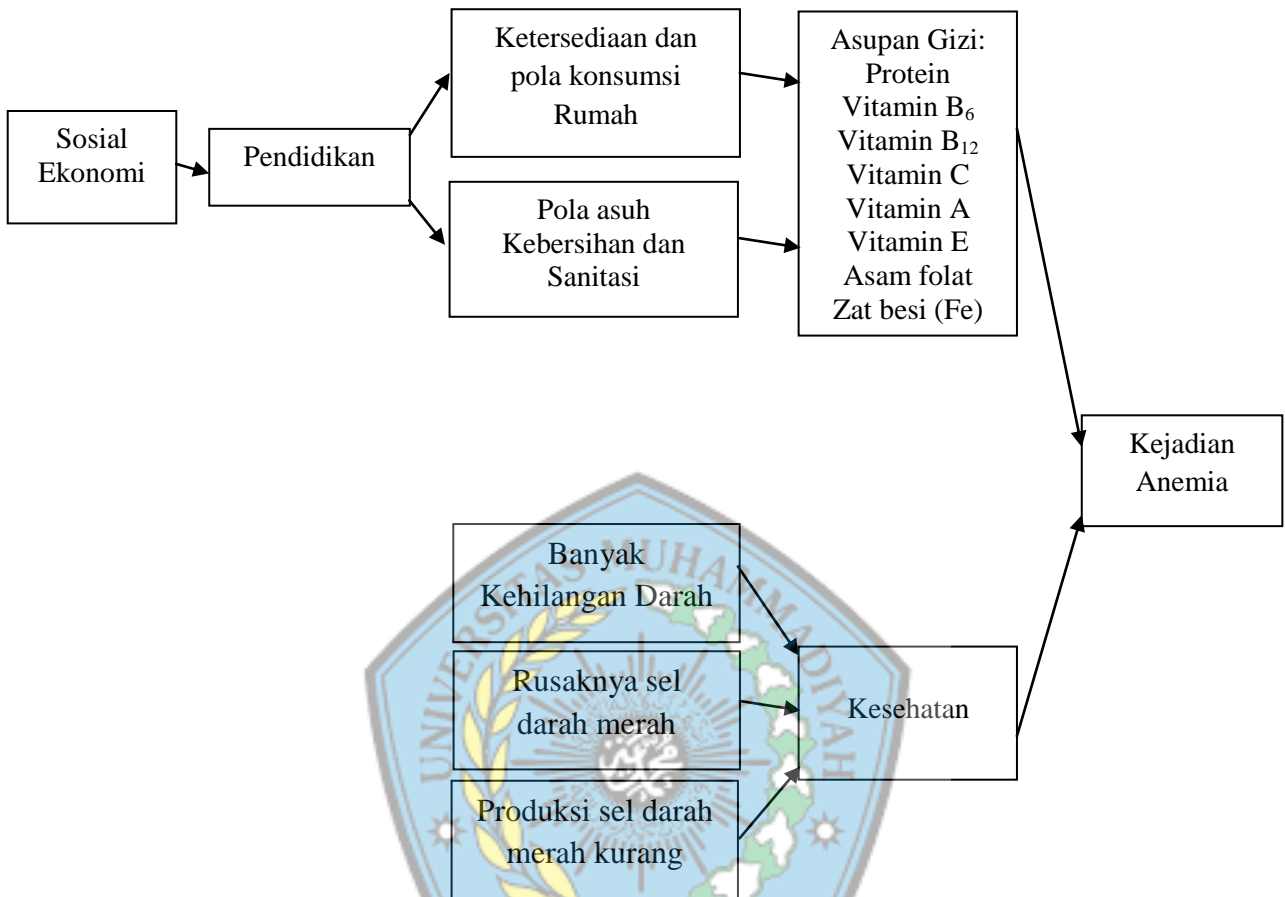 Sosial
Ekonomi
Pendidikan
Ketersediaan dan
pola konsumsi
Rumah
Pola asuh
Kebersihan dan
Sanitasi
Asupan Gizi:
Protein
Vitamin B₆
Vitamin B₁₂
Vitamin C
Vitamin A
Vitamin E
Asam folat
Zat besi (Fe)
Kejadian
Anemia
Banyak
Kehilangan Darah
Rusaknya sel
darah merah
Produksi sel darah
merah kurang
Kesehatan
UNIVERSITAS MUHAMMADIYAH